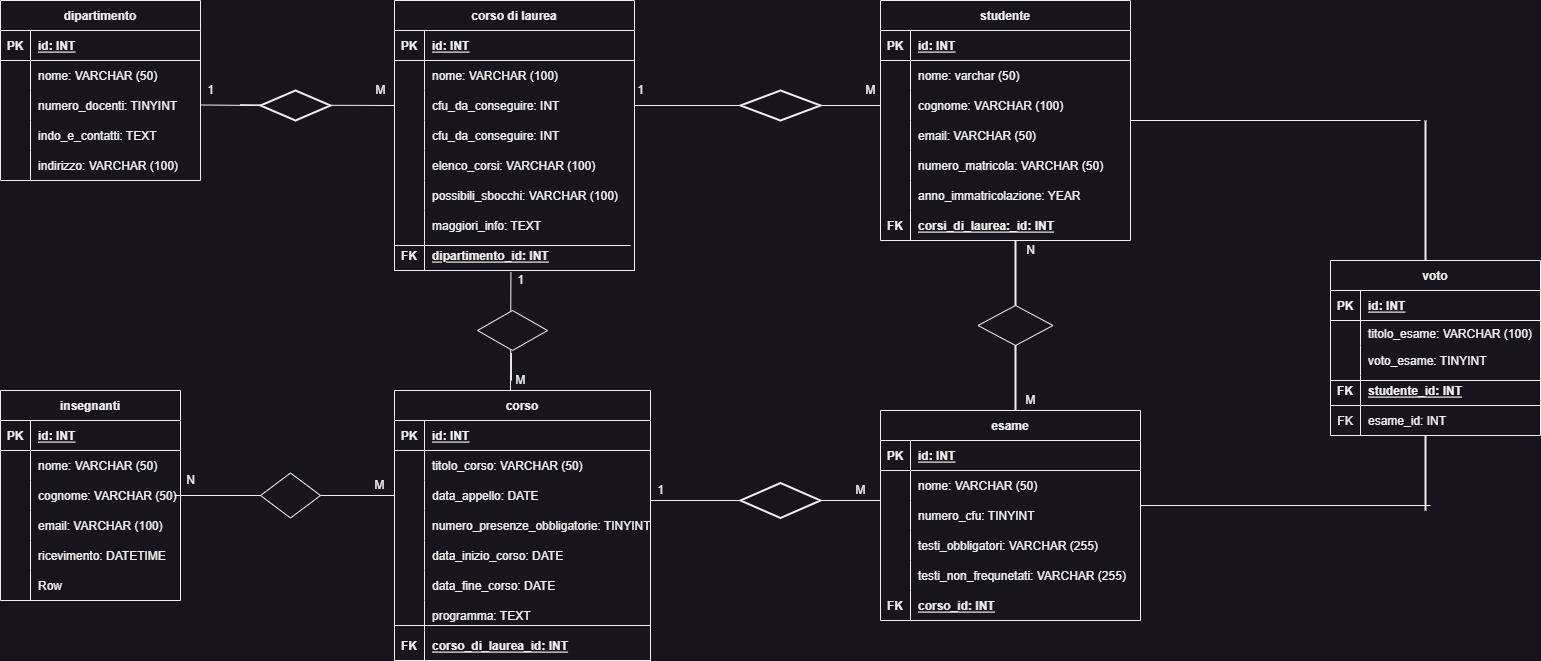 dipartimento
PK id: INT
nome: VARCHAR (50)
numero_docenti: TINYINT
indo_e_contatti: TEXT
indirizzo: VARCHAR (100)
1
M
corso di laurea
PK id: INT
nome: VARCHAR (100)
cfu_da_conseguire: INT
cfu_da_conseguire: INT
elenco_corsi: VARCHAR (100)
possibili_sbocchi: VARCHAR (100)
maggiori_info: TEXT
FK dipartimento_id: INT
1
M
studente
PK id: INT
nome: varchar (50)
cognome: VARCHAR (100)
email: VARCHAR (50)
numero_matricola: VARCHAR (50)
anno_immatricolazione: YEAR
FK corsi_di_laurea:_id: INT
1
M
N
M
voto
PK id: INT
titolo_esame: VARCHAR (100)
voto_esame: TINYINT
FK studente_id: INT
FK esame_id: INT
insegnanti
PK id: INT
nome: VARCHAR (50)
cognome: VARCHAR (50)
email: VARCHAR (100)
ricevimento: DATETIME
Row
N
M
corso
PK id: INT
titolo_corso: VARCHAR (50)
data_appello: DATE
numero_presenze_obbligatorie: TINYINT
data_inizio_corso: DATE
data_fine_corso: DATE
programma: TEXT
FK corso_di_laurea_id: INT
1
M
esame
PK id: INT
nome: VARCHAR (50)
numero_cfu: TINYINT
testi_obbligatori: VARCHAR (255)
testi_non_frequnetati: VARCHAR (255)
FK corso_id: INT